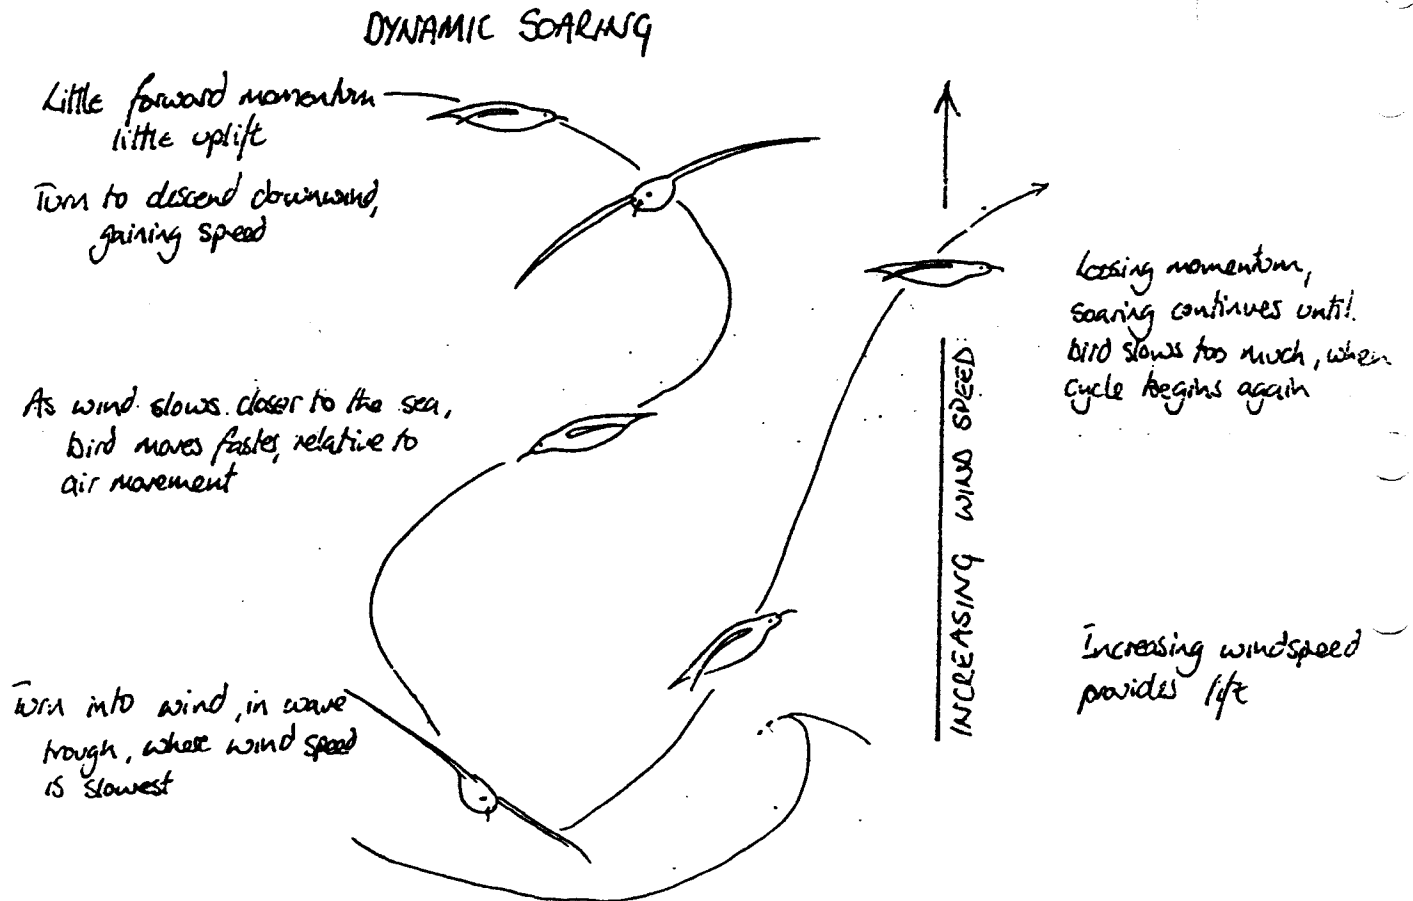 DYNAMIC SOARING
Little forward momentum
little uplift
Turn to descend downwind,
gaining speed
As wind slows closer to the sea,
bird moves faster, relative to
air movement
Turn into wind, in wave
trough, where wind speed
is slowest
INCREASING WIND SPEED
Loosing momentum,
soaring continues until
bird slows too much, when
cycle begins again
Increasing windspeed
provides lift